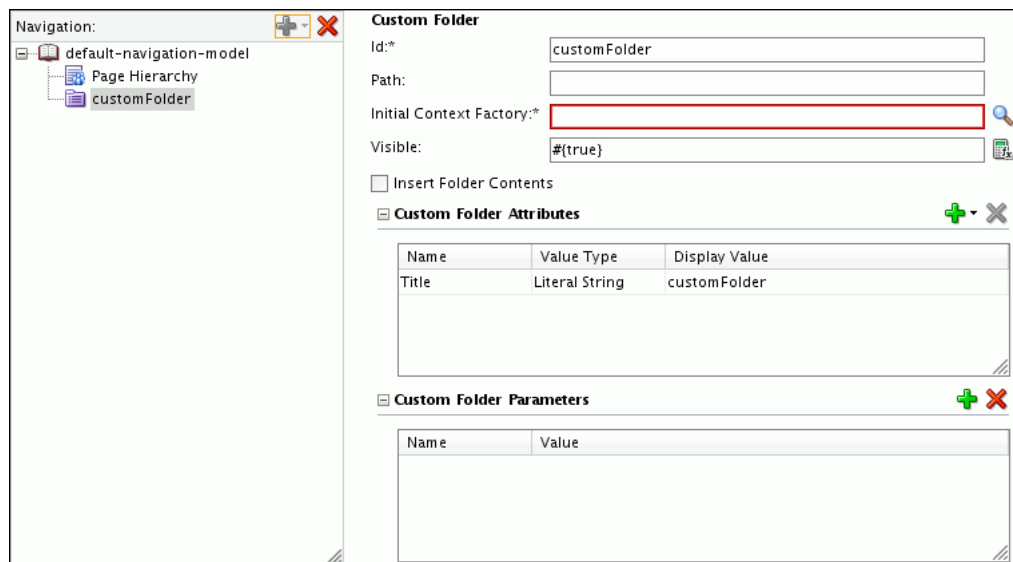 Navigation:
default-navigation-model
Page Hierarchy
customFolder
Custom Folder
Id:* customFolder
Path:
Initial Context Factory:*
Visible: #{true}
Insert Folder Contents
Custom Folder Attributes
Name Value Type Display Value
Title Literal String customFolder
Custom Folder Parameters
Name Value